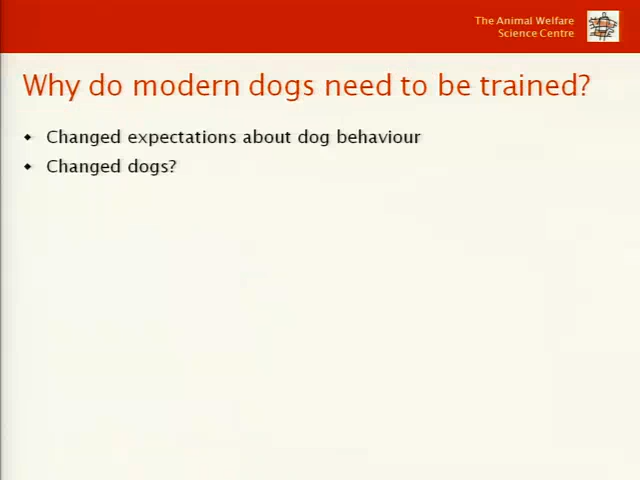 The Animal Welfare
Science Centre
Why do modern dogs need to be trained?
Changed expectations about dog behaviour
Changed dogs?